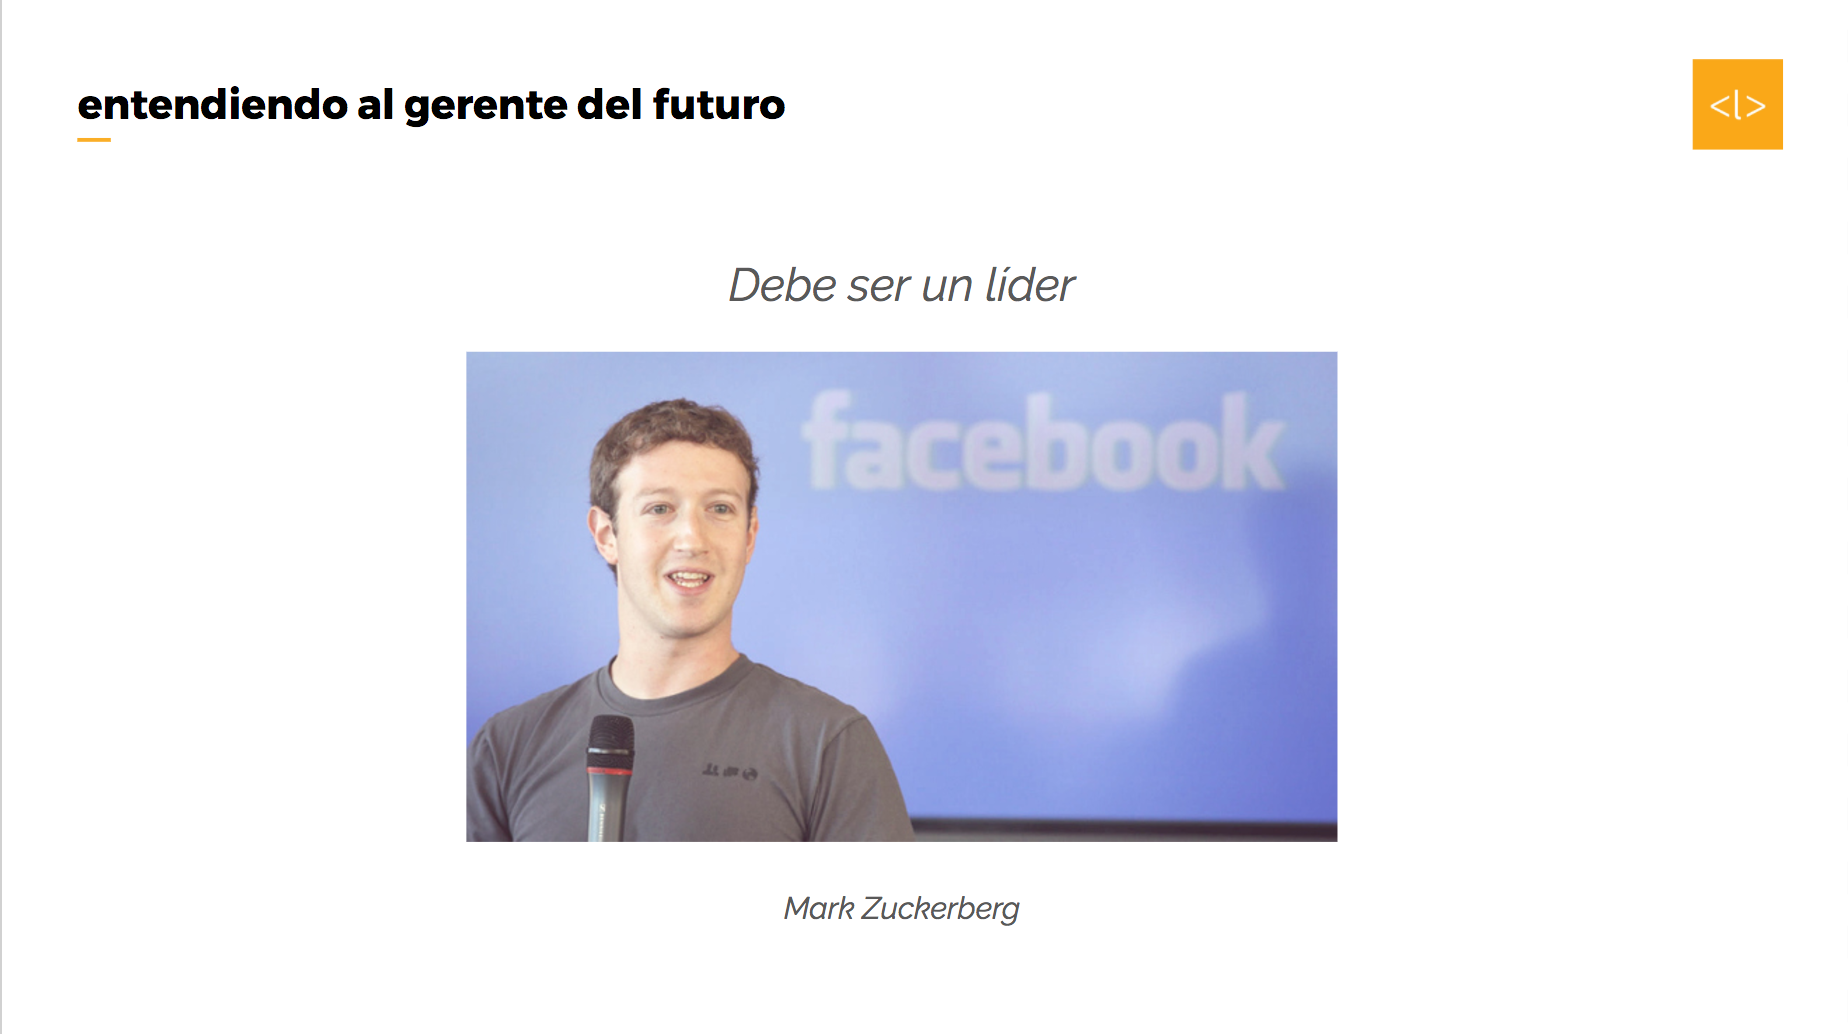 entendiendo al gerente del futuro
<l>
Debe ser un líder
facebook
Mark Zuckerberg